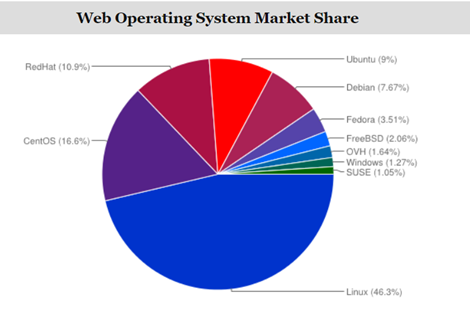 Web Operating System Market Share
Ubuntu (9%)
RedHat (10.9%)
Debian (7.67%)
Fedora (3.51%)
FreeBSD (2.06%)
CentOS (16.6%)
OVH (1.64%)
Windows (1.27%)
SUSE (1.05%)
Linux (46.3%)